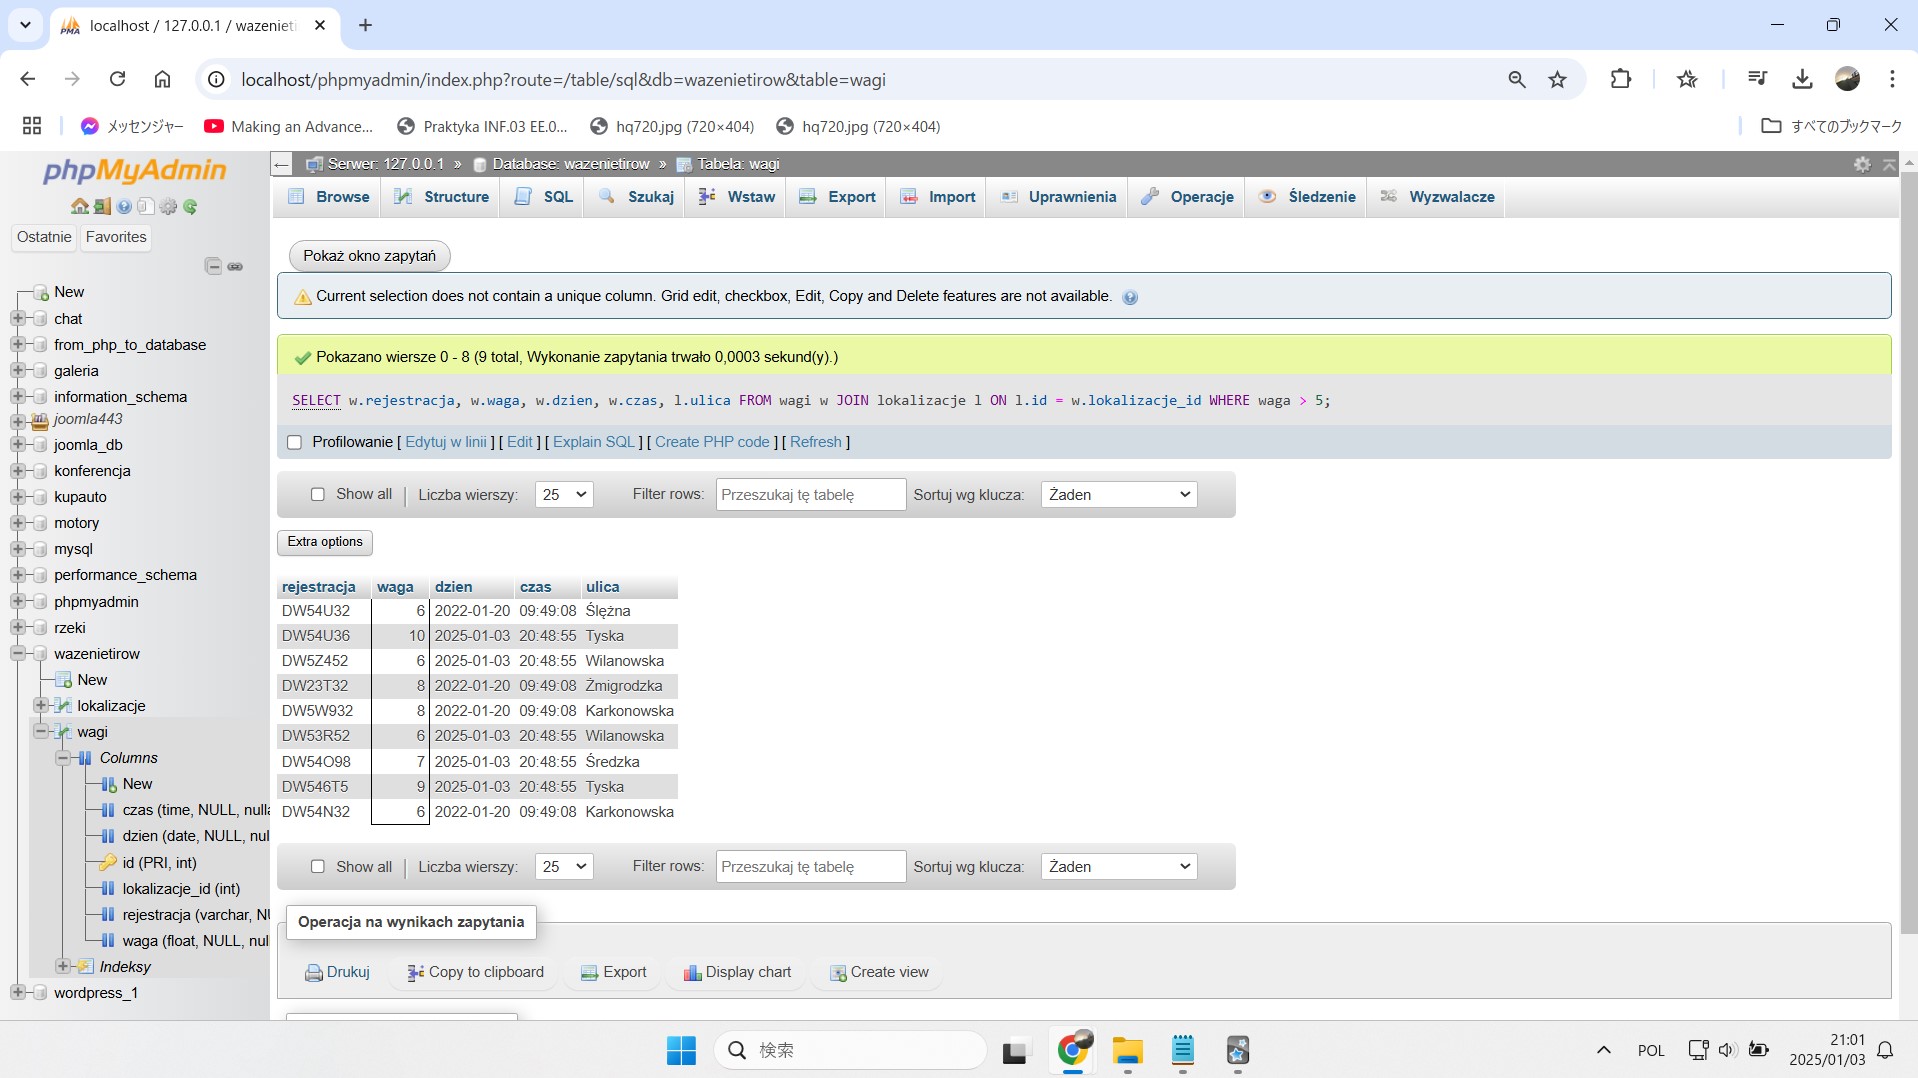 localhost / 127.0.0.1 / wazenieti
localhost/phpmyadmin/index.php?route=/table/sql&db=wazenietirow&table=wagi
メッセンジャー
Making an Advance...
Praktyka INF.03 EE.0...
hq720.jpg (720×404)
hq720.jpg (720×404)
すべてのブックマーク
phpMyAdmin
Ostatnie
Favorites
New
chat
from_php_to_database
galeria
information_schema
joomla443
joomla_db
konferencja
kupauto
motory
mysql
performance_schema
phpmyadmin
rzeki
wazenietirow
New
lokalizacje
wagi
Columns
New
czas (time, NULL, nulla
dzien (date, NULL, nul
id (PRI, int)
lokalizacje_id (int)
rejestracja (varchar, NU
waga (float, NULL, nul
Indeksy
wordpress_1
Serwer: 127.0.0.1 » Database: wazenietirow » Tabela: wagi
Browse Structure SQL Szukaj Wstaw Export Import Uprawnienia Operacje Śledzenie Wyzwalacze
Pokaż okno zapytań
Current selection does not contain a unique column. Grid edit, checkbox, Edit, Copy and Delete features are not available.
Pokazano wiersze 0 - 8 (9 total, Wykonanie zapytania trwało 0,0003 sekund(y).)
SELECT w.rejestracja, w.waga, w.dzien, w.czas, l.ulica FROM wagi w JOIN lokalizacje l ON l.id = w.lokalizacje_id WHERE waga > 5;
Profilowanie [ Edytuj w linii ] [ Edit ] [ Explain SQL ] [ Create PHP code ] [ Refresh ]
Show all | Liczba wierszy: 25 Filter rows: Przeszukaj tę tabelę Sortuj wg klucza: Żaden
Extra options
rejestracja waga dzien czas ulica
DW54U32 6 2022-01-20 09:49:08 Ślężna
DW54U36 10 2025-01-03 20:48:55 Tyska
DW5Z452 6 2025-01-03 20:48:55 Wilanowska
DW23T32 8 2022-01-20 09:49:08 Żmigrodzka
DW5W932 8 2022-01-20 09:49:08 Karkonowska
DW53R52 6 2025-01-03 20:48:55 Wilanowska
DW54O98 7 2025-01-03 20:48:55 Średzka
DW546T5 9 2025-01-03 20:48:55 Tyska
DW54N32 6 2022-01-20 09:49:08 Karkonowska
Show all | Liczba wierszy: 25 Filter rows: Przeszukaj tę tabelę Sortuj wg klucza: Żaden
Operacja na wynikach zapytania
Drukuj Copy to clipboard Export Display chart Create view
検索
POL
21:01
2025/01/03